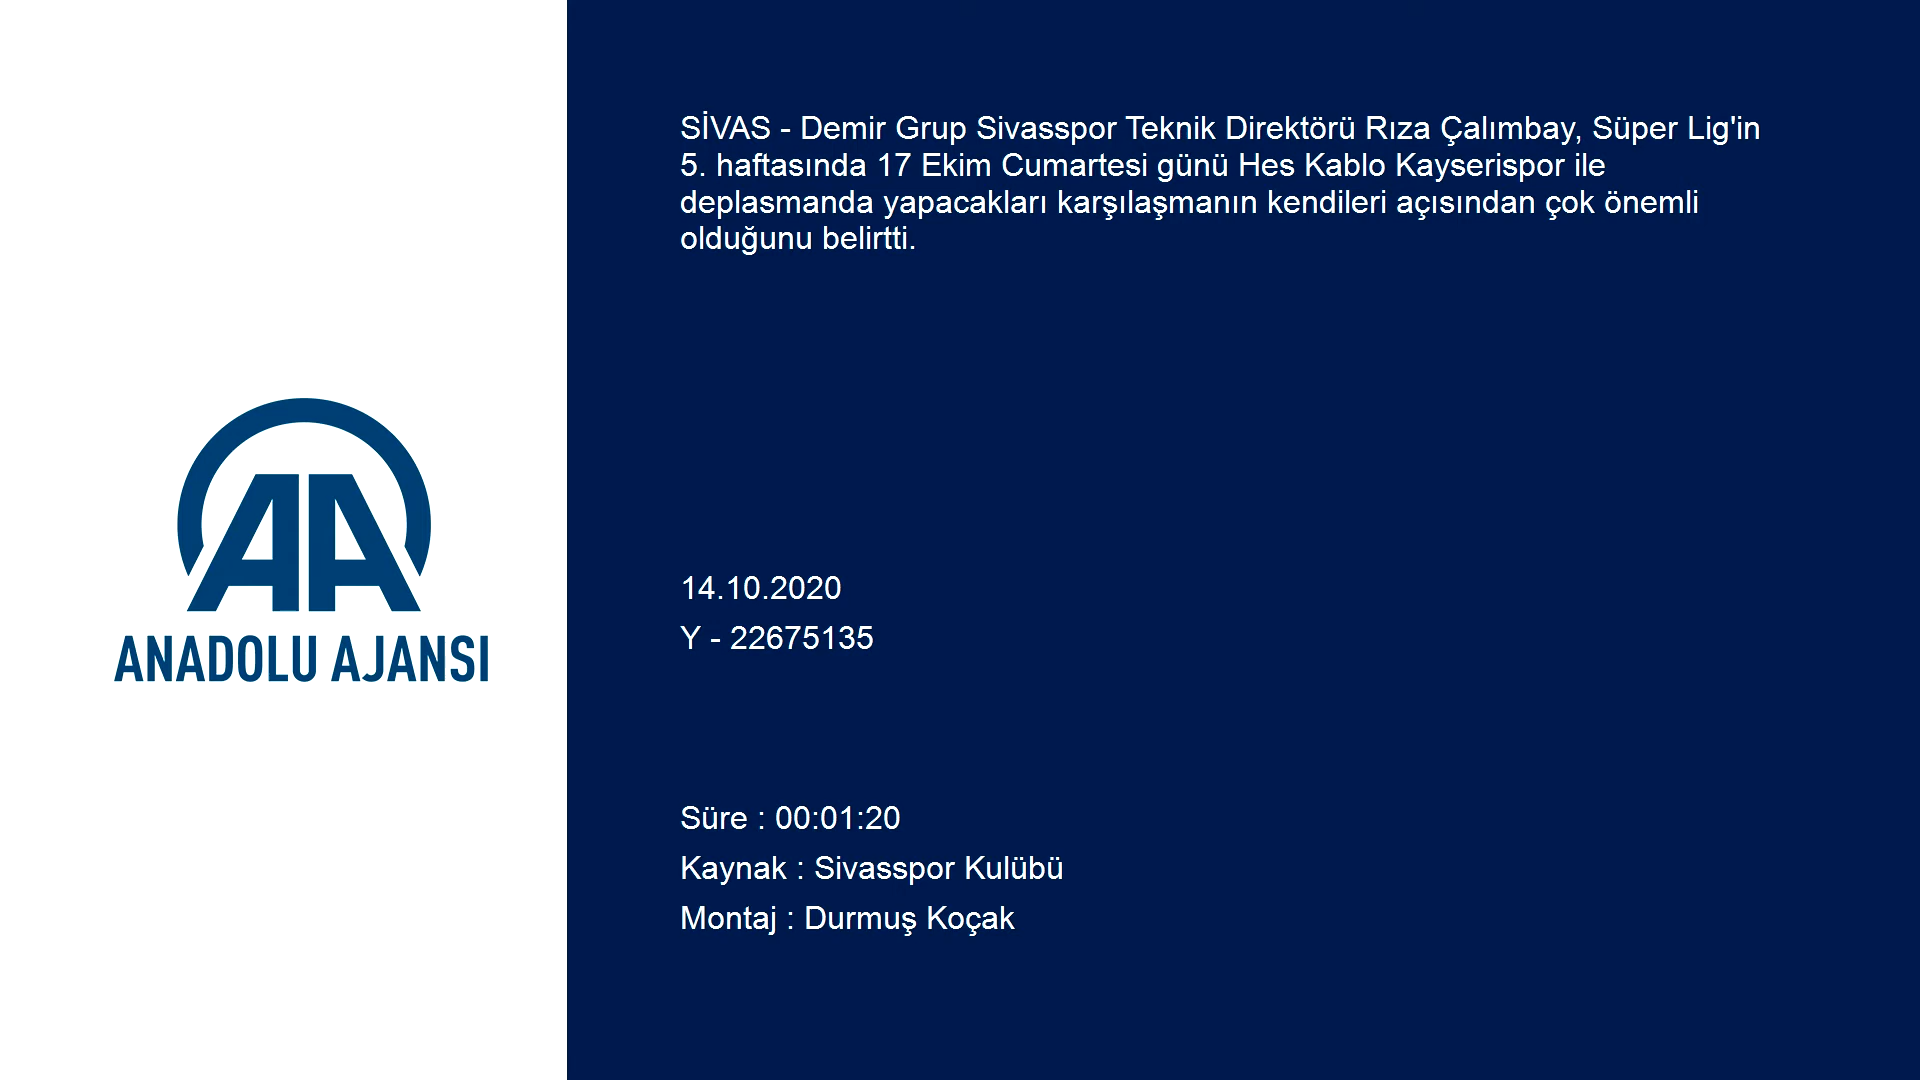 SİVAS - Demir Grup Sivasspor Teknik Direktörü Rıza Çalımbay, Süper Lig'in
5. haftasında 17 Ekim Cumartesi günü Hes Kablo Kayserispor ile
deplasmanda yapacakları karşılaşmanın kendileri açısından çok önemli
olduğunu belirtti.
AA
ANADOLU AJANSI
14.10.2020
Y - 22675135
Süre : 00:01:20
Kaynak : Sivasspor Kulübü
Montaj : Durmuş Koçak